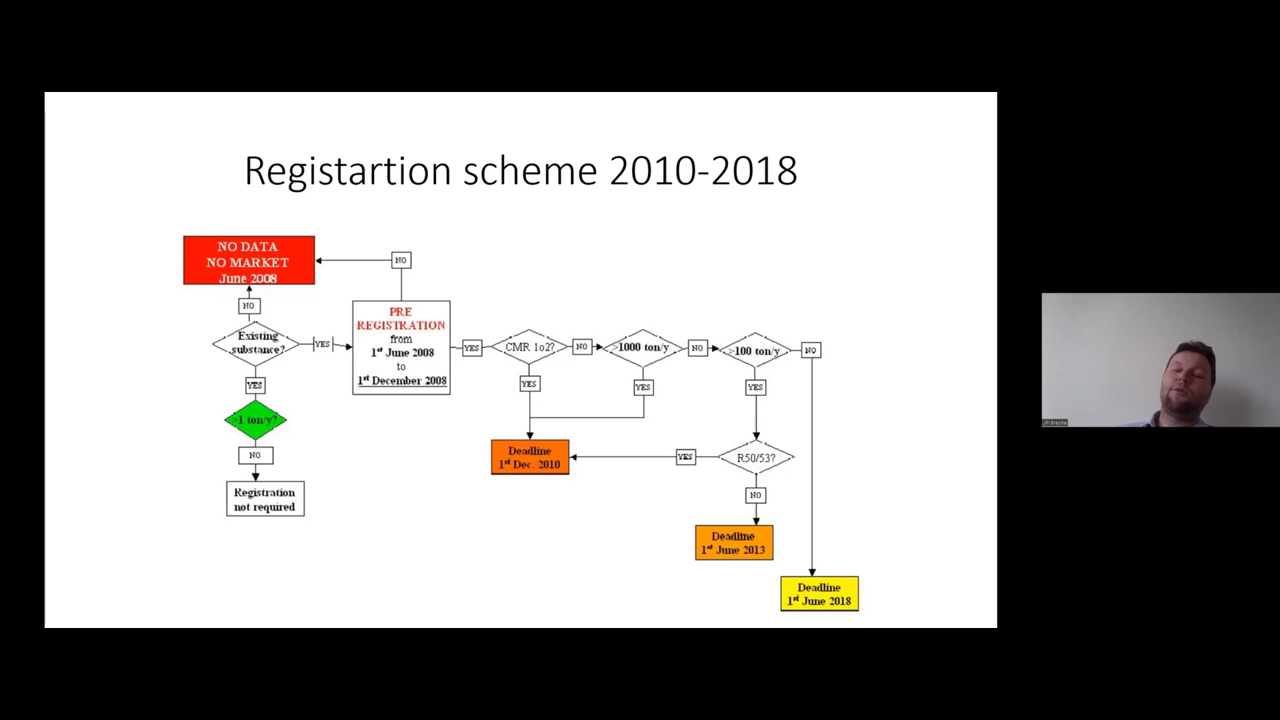 Registartion scheme 2010-2018
NO DATA
NO MARKET
June 2008
NO
NO
Existing
substance?
YES
PRE
REGISTRATION
from
1st June 2008
to
1st December 2008
YES
CMR 1o2?
NO
>1000 ton/y
NO
>100 ton/y
NO
YES
YES
YES
YES
>1 ton/y?
NO
Registration
not required
Deadline
1st Dec. 2010
YES
R50/53?
NO
Deadline
1st June 2013
Deadline
1st June 2018